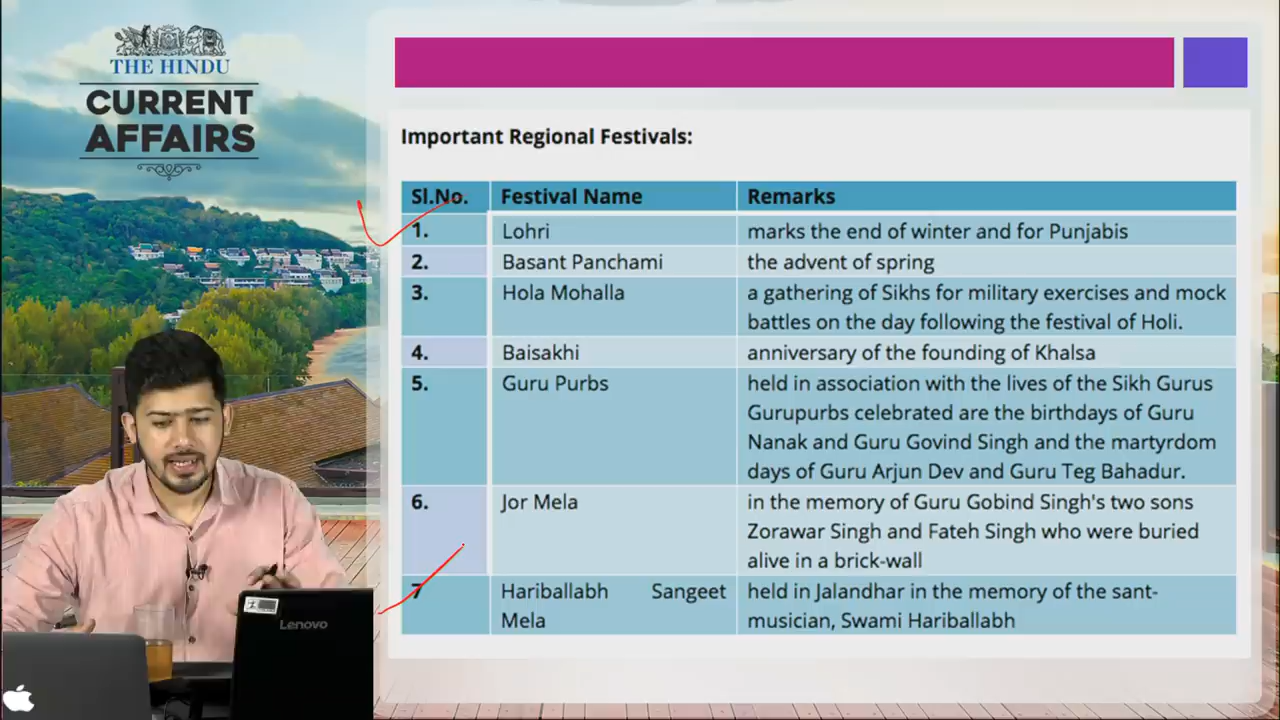 THE HINDU
CURRENT
AFFAIRS
Important Regional Festivals:
Sl.No. Festival Name Remarks
1. Lohri marks the end of winter and for Punjabis
2. Basant Panchami the advent of spring
3. Hola Mohalla a gathering of Sikhs for military exercises and mock
battles on the day following the festival of Holi.
4. Baisakhi anniversary of the founding of Khalsa
5. Guru Purbs held in association with the lives of the Sikh Gurus
Gurupurbs celebrated are the birthdays of Guru
Nanak and Guru Govind Singh and the martyrdom
days of Guru Arjun Dev and Guru Teg Bahadur.
6. Jor Mela in the memory of Guru Gobind Singh's two sons
Zorawar Singh and Fateh Singh who were buried
alive in a brick-wall
7 Hariballabh Sangeet held in Jalandhar in the memory of the sant-
Mela musician, Swami Hariballabh
Lenovo